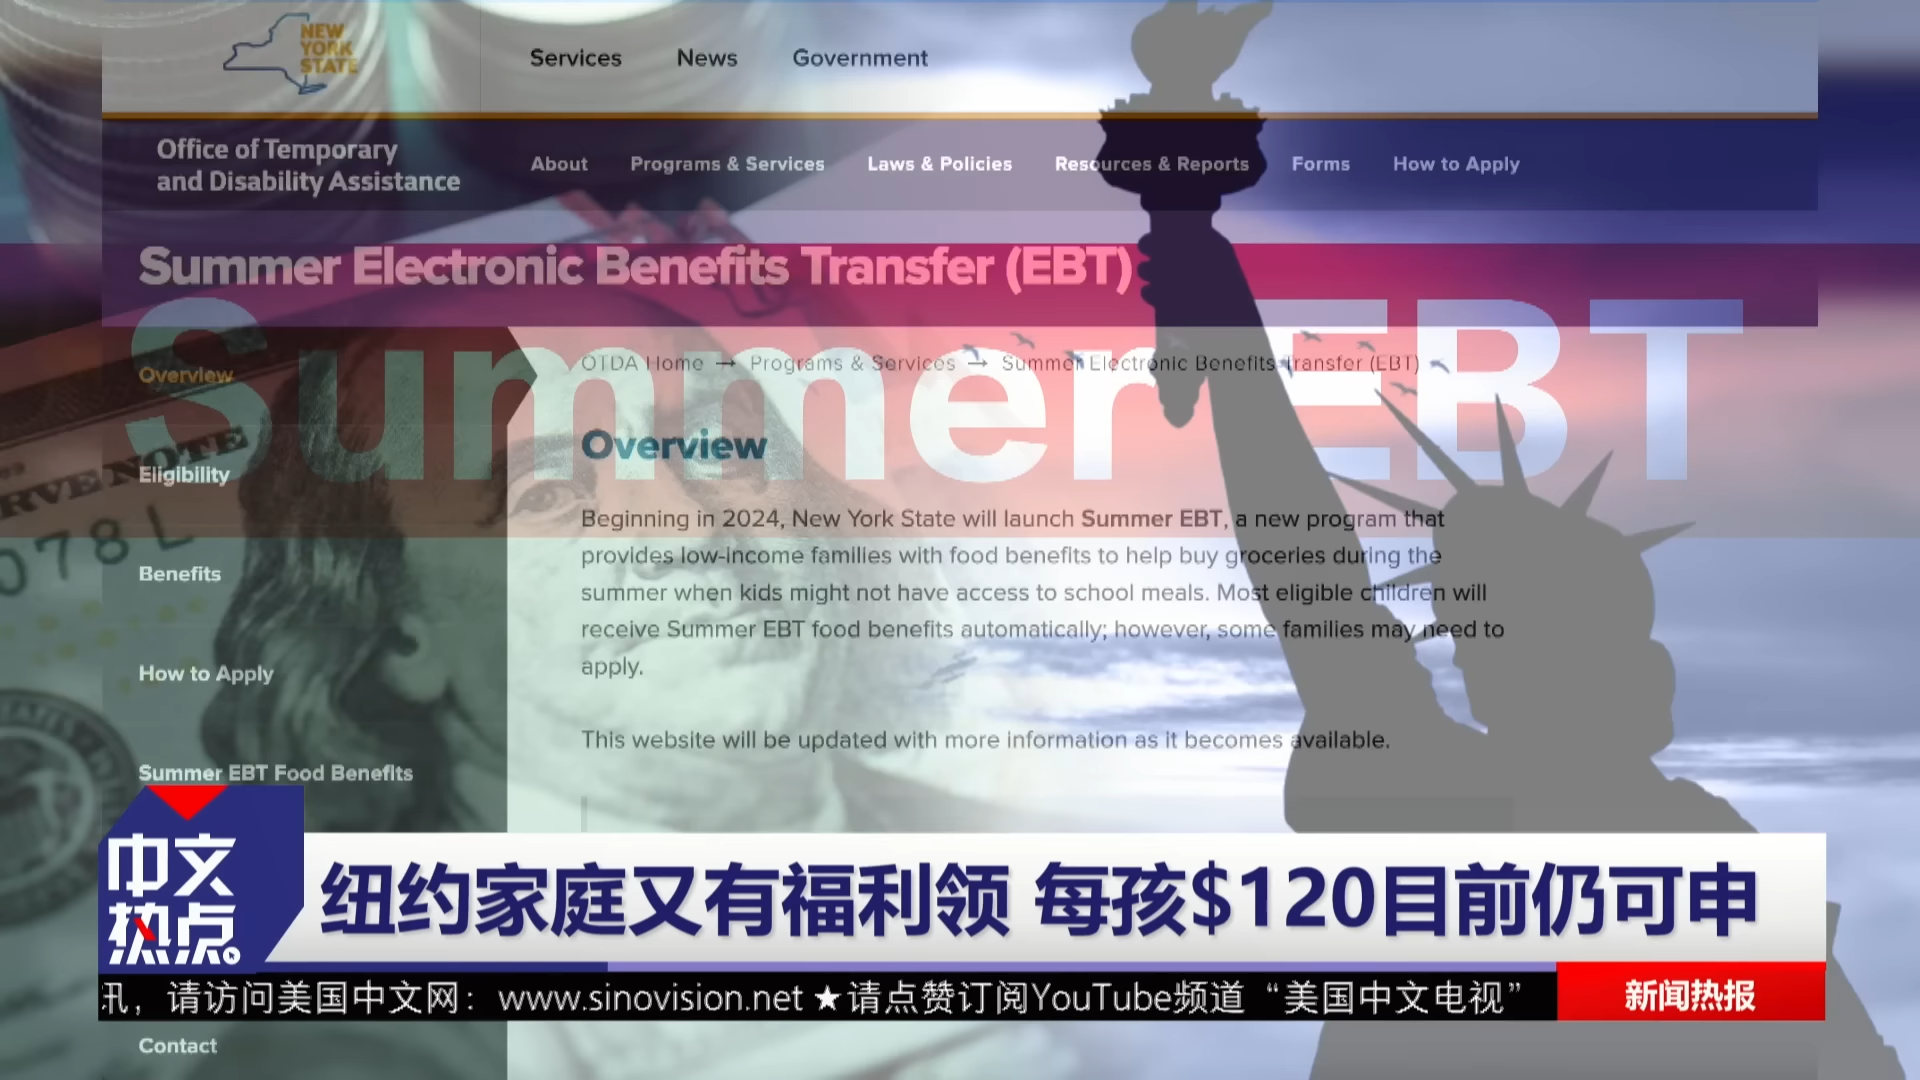 NEW
YORK
STATE
Services News Government
Office of Temporary
and Disability Assistance
About Programs & Services Laws & Policies Resources & Reports Forms How to Apply
Summer Electronic Benefits Transfer (EBT)
Summer EBT
OTDA Home → Programs & Services → Summer Electronic Benefits Transfer (EBT)
Overview
Eligibility
Benefits
How to Apply
Summer EBT Food Benefits
Contact
Overview
Beginning in 2024, New York State will launch Summer EBT, a new program that
provides low-income families with food benefits to help buy groceries during the
summer when kids might not have access to school meals. Most eligible children will
receive Summer EBT food benefits automatically; however, some families may need to
apply.
This website will be updated with more information as it becomes available.
RVE NOTE
078 L
中文
热点
纽约家庭又有福利领 每孩$120目前仍可申
讯，请访问美国中文网：www.sinovision.net ★请点赞订阅YouTube频道“美国中文电视”
新闻热报